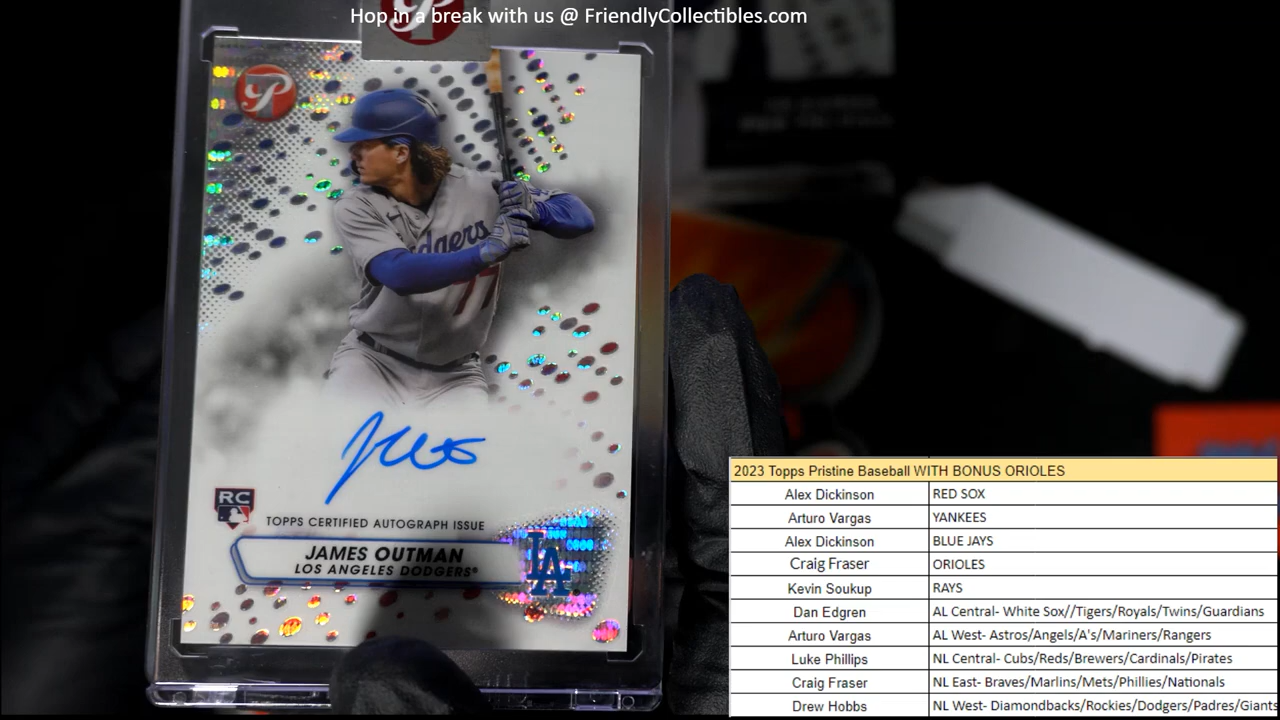 Hop in a break with us @ FriendlyCollectibles.com
P
P
Dodgers
77
James Outman
RC
TOPPS CERTIFIED AUTOGRAPH ISSUE
JAMES OUTMAN
LOS ANGELES DODGERS®
LA
2023 Topps Pristine Baseball WITH BONUS ORIOLES
Alex Dickinson RED SOX
Arturo Vargas YANKEES
Alex Dickinson BLUE JAYS
Craig Fraser ORIOLES
Kevin Soukup RAYS
Dan Edgren AL Central- White Sox//Tigers/Royals/Twins/Guardians
Arturo Vargas AL West- Astros/Angels/A's/Mariners/Rangers
Luke Phillips NL Central- Cubs/Reds/Brewers/Cardinals/Pirates
Craig Fraser NL East- Braves/Marlins/Mets/Phillies/Nationals
Drew Hobbs NL West- Diamondbacks/Rockies/Dodgers/Padres/Giants